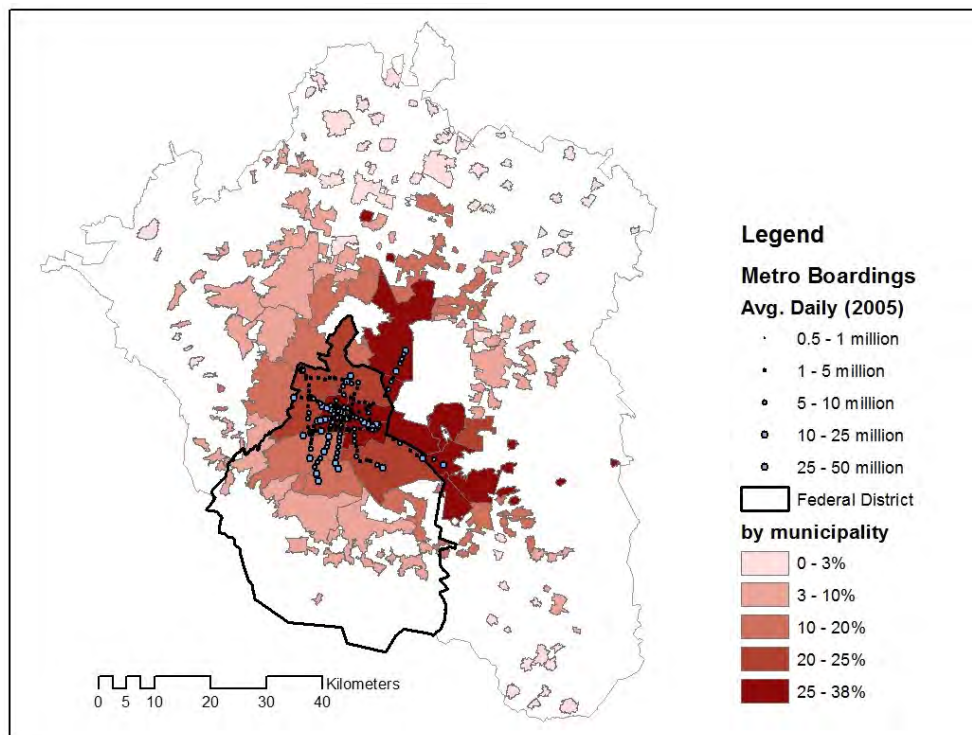 Legend
Metro Boardings
Avg. Daily (2005)
0.5 - 1 million
1 - 5 million
5 - 10 million
10 - 25 million
25 - 50 million
Federal District
by municipality
0 - 3%
3 - 10%
10 - 20%
20 - 25%
25 - 38%
Kilometers
0 5 10 20 30 40